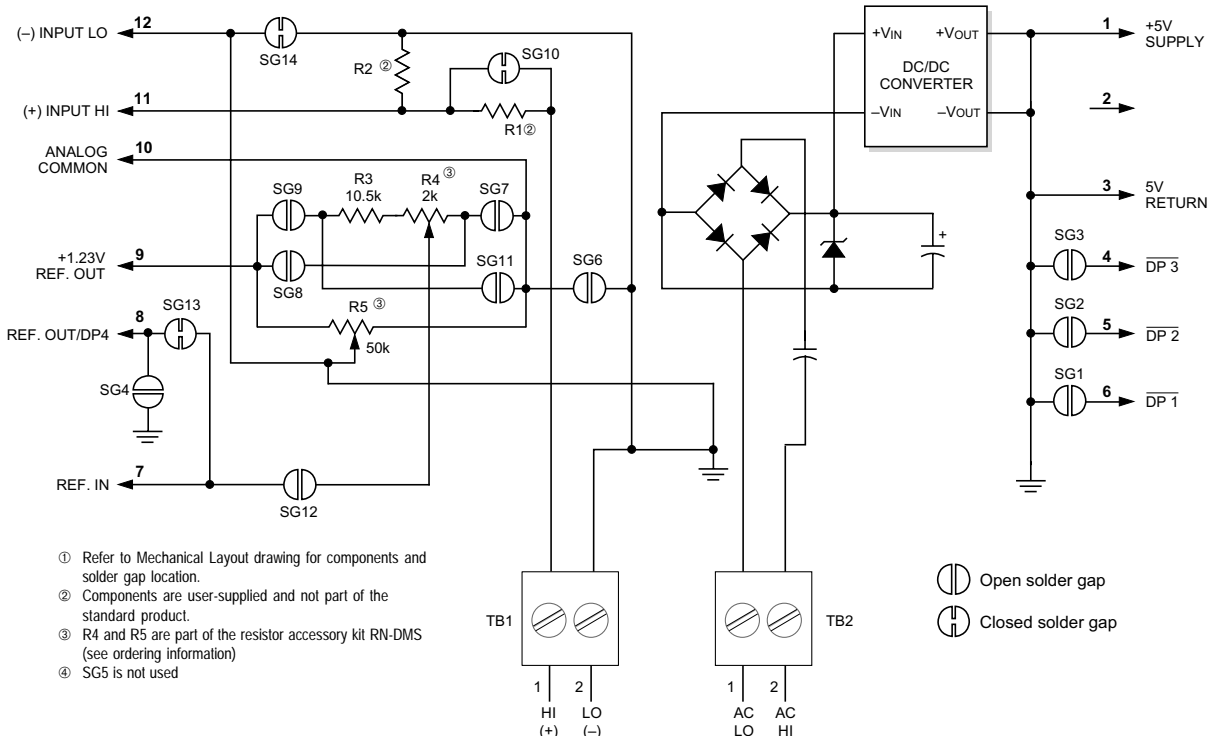 (–) INPUT LO
12
SG14
R2 ②
SG10
(+) INPUT HI
11
R1②
ANALOG
COMMON
10
SG9
R3
10.5k
R4 ③
2k
SG7
+1.23V
REF. OUT
9
SG8
SG11
SG6
R5 ③
50k
SG13
REF. OUT/DP4
8
SG4
REF. IN
7
SG12
+VIN
+VOUT
DC/DC
CONVERTER
–VIN
–VOUT
1
+5V
SUPPLY
2
3
5V
RETURN
+
SG3
4
DP 3
SG2
5
DP 2
SG1
6
DP 1
① Refer to Mechanical Layout drawing for components and
solder gap location.
② Components are user-supplied and not part of the
standard product.
③ R4 and R5 are part of the resistor accessory kit RN-DMS
(see ordering information)
④ SG5 is not used
TB1
1
2
HI
(+)
LO
(–)
TB2
1
2
AC
LO
AC
HI
Open solder gap
Closed solder gap